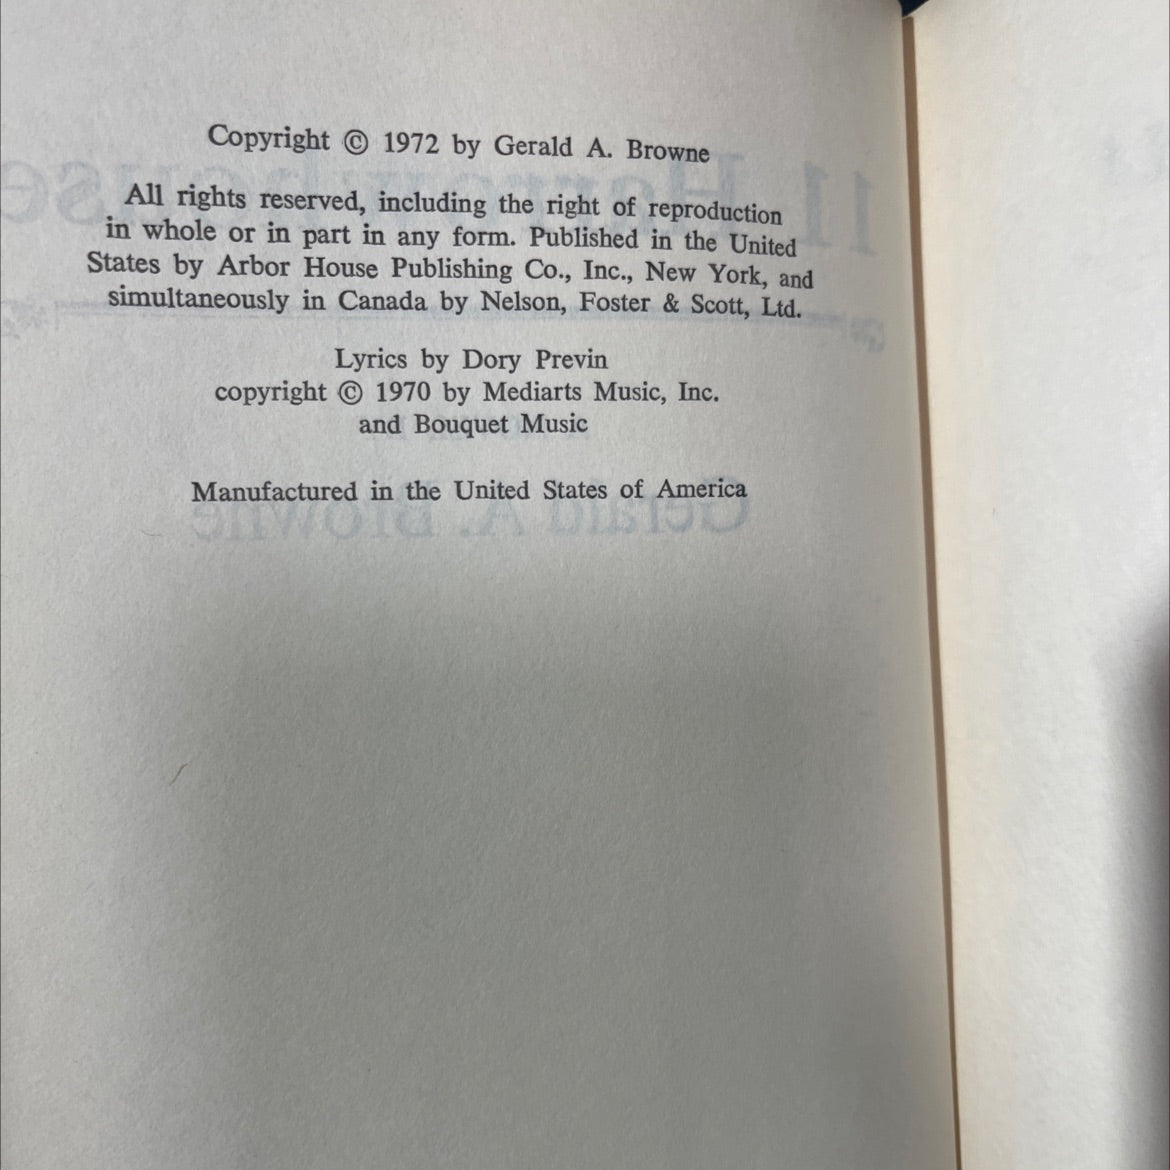 Copyright © 1972 by Gerald A. Browne
All rights reserved, including the right of reproduction
in whole or in part in any form. Published in the United
States by Arbor House Publishing Co., Inc., New York, and
simultaneously in Canada by Nelson, Foster & Scott, Ltd.
Lyrics by Dory Previn
copyright © 1970 by Mediarts Music, Inc.
and Bouquet Music
Manufactured in the United States of America